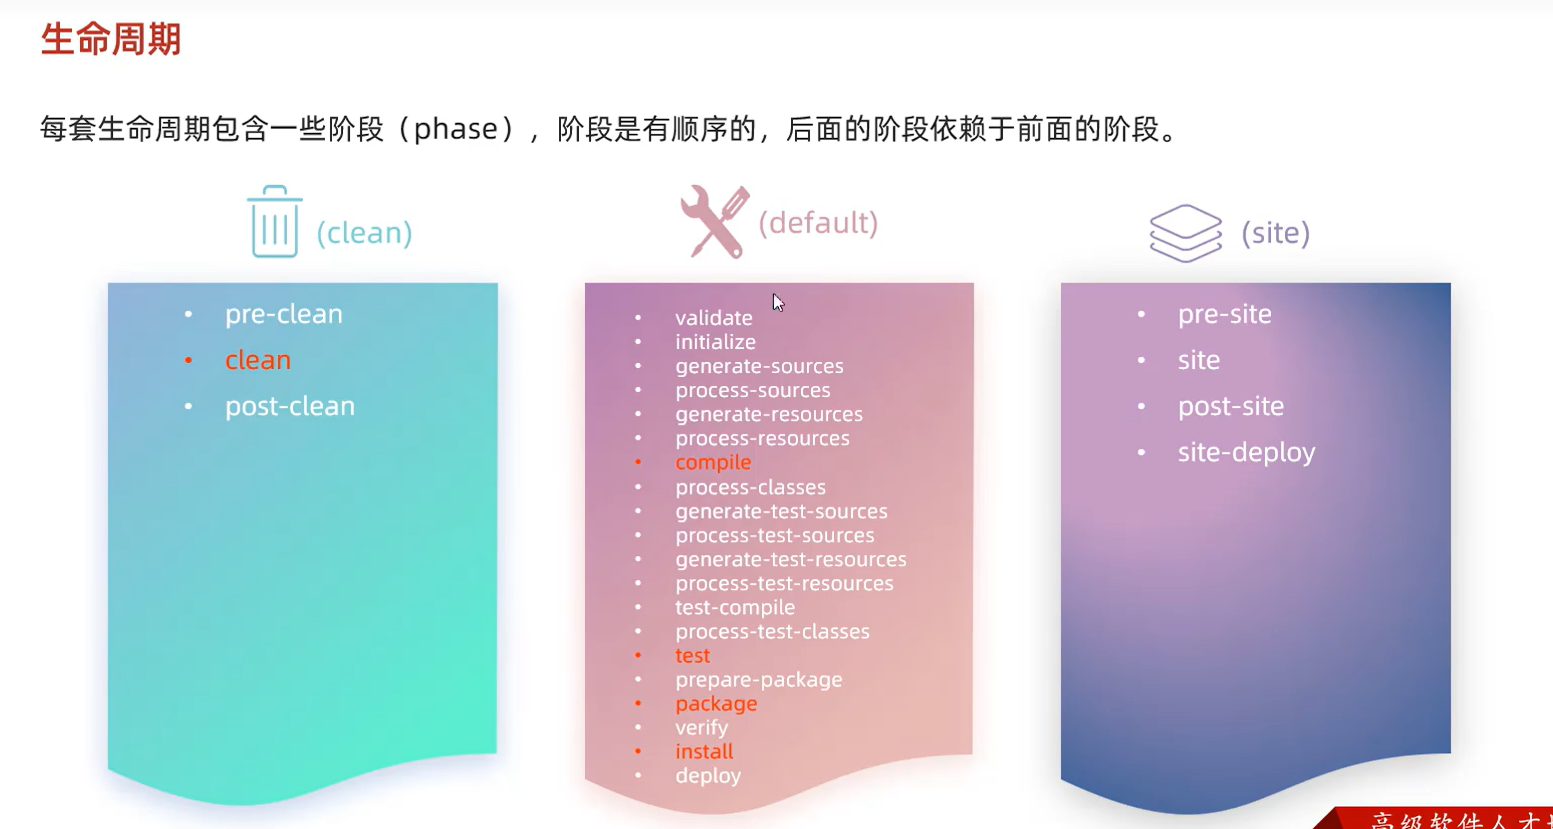 生命周期
每套生命周期包含一些阶段（phase），阶段是有顺序的，后面的阶段依赖于前面的阶段。
(clean)
• pre-clean
• clean
• post-clean
(default)
• validate
• initialize
• generate-sources
• process-sources
• generate-resources
• process-resources
• compile
• process-classes
• generate-test-sources
• process-test-sources
• generate-test-resources
• process-test-resources
• test-compile
• process-test-classes
• test
• prepare-package
• package
• verify
• install
• deploy
(site)
• pre-site
• site
• post-site
• site-deploy
高级软件人才